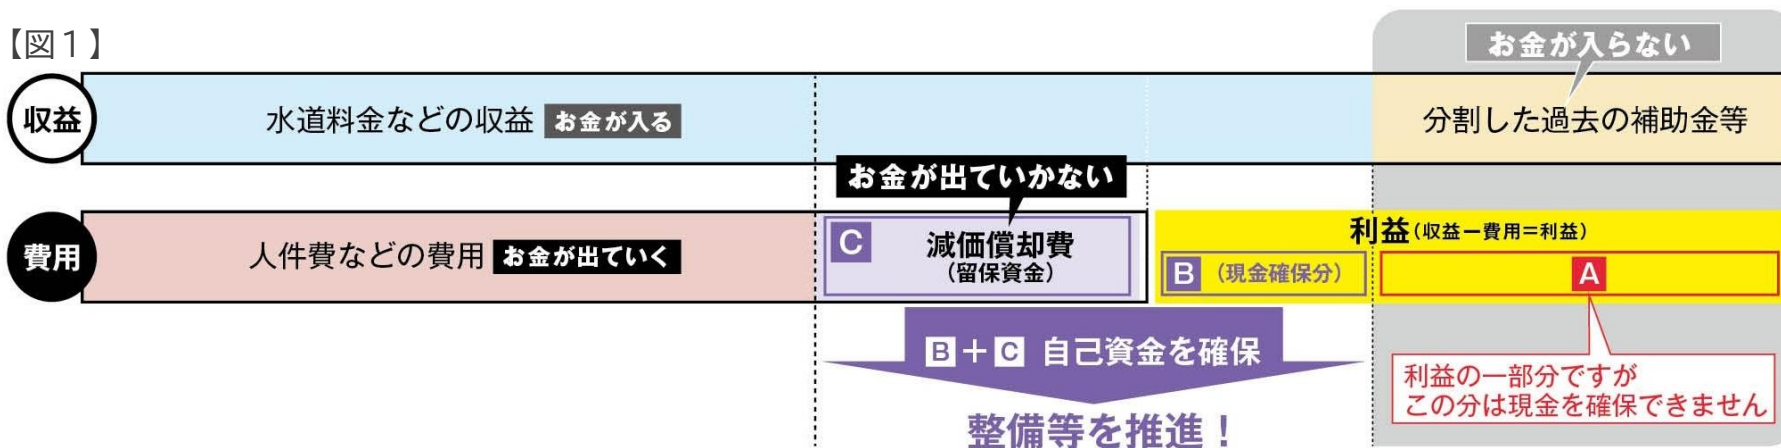 【図1】
お金が入らない
収益
水道料金などの収益 お金が入る
分割した過去の補助金等
お金が出ていかない
費用
人件費などの費用 お金が出ていく
C 減価償却費
(留保資金)
利益(収益ー費用=利益)
B (現金確保分)
A
B+C 自己資金を確保
整備等を推進!
利益の一部分ですが
この分は現金を確保できません